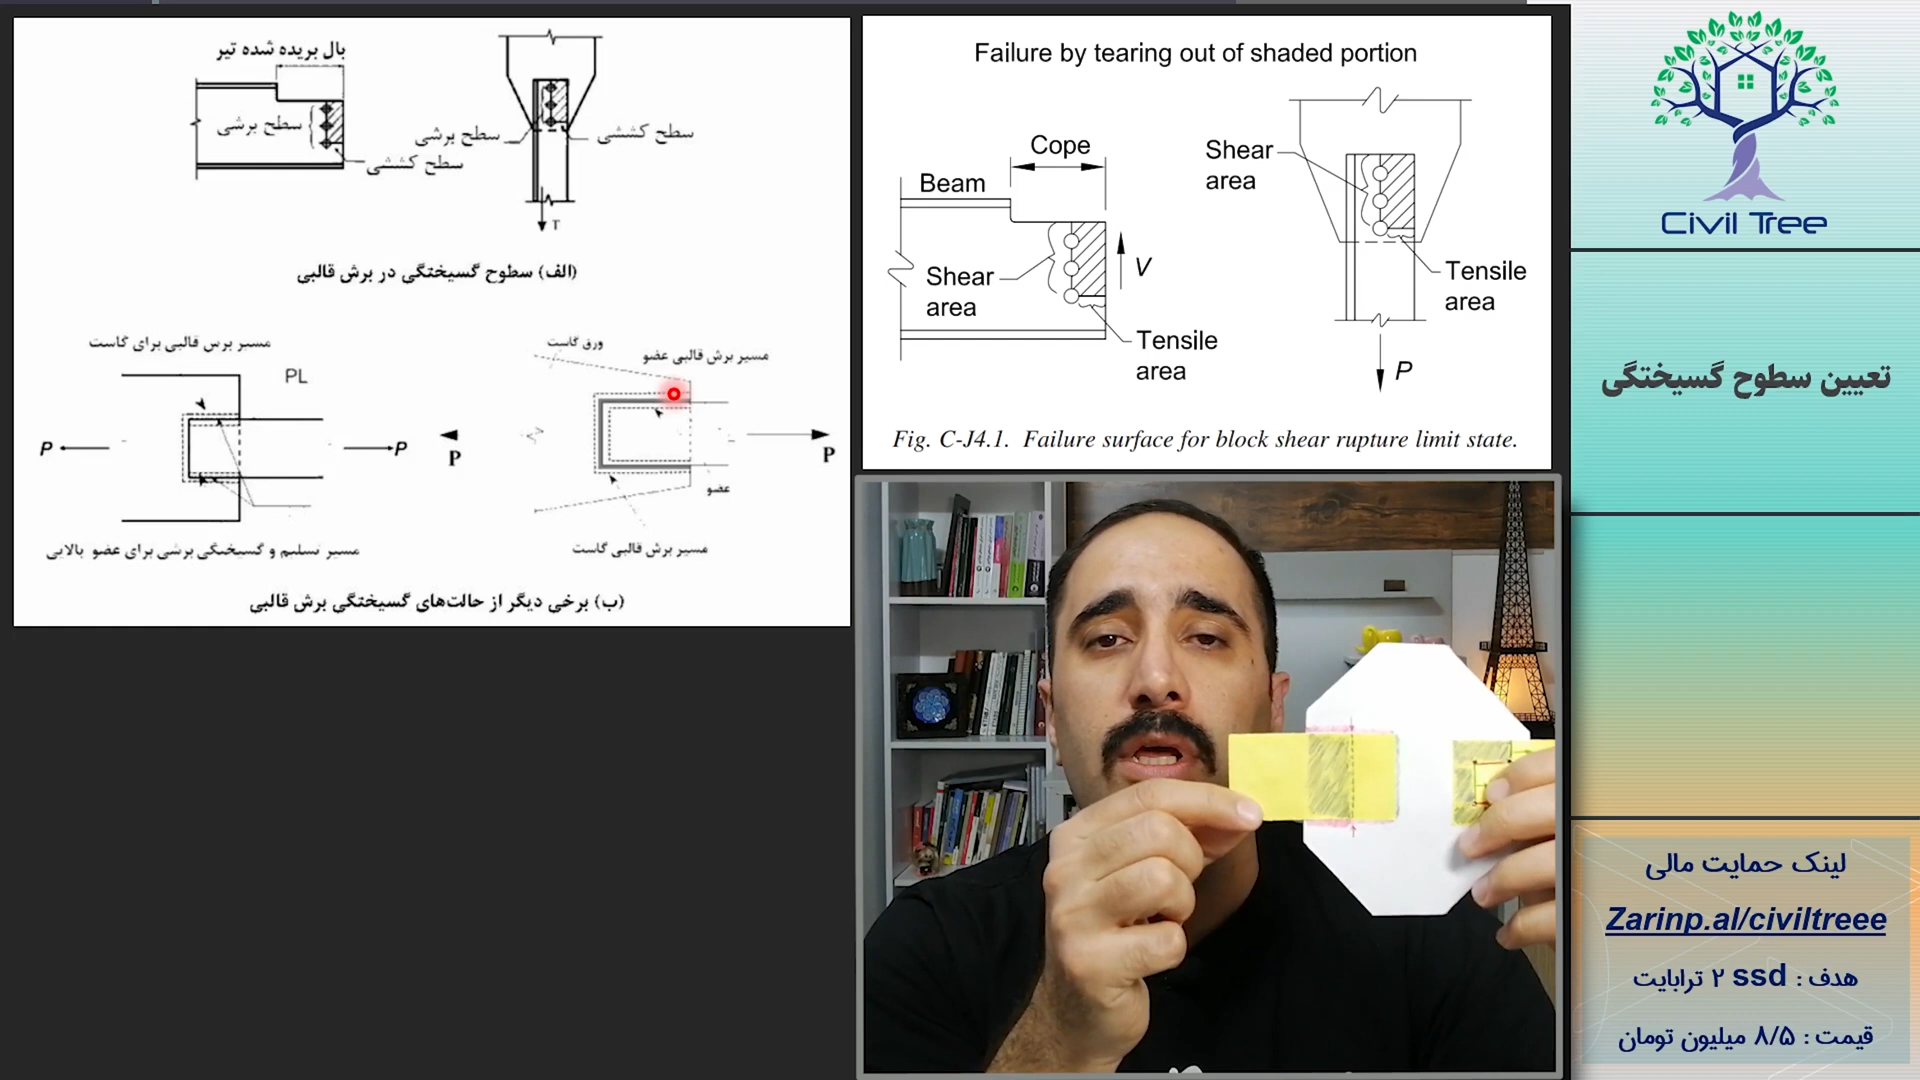 بال بریده شده تیر
سطح برشی
سطح کششی
سطح برشی
سطح کششی
T
(الف) سطوح گسیختگی در برش قالبی
مسیر برس قالبی برای گاست
PL
P
P
مسیر تسلیم و گسیختگی برشی برای عضو بالایی
ورق گاست
مسیر برش قالبی عضو
P
P
عضو
مسیر برش قالبی گاست
(ب) برخی دیگر از حالت‌های گسیختگی برش قالبی
Failure by tearing out of shaded portion
Cope
Beam
Shear
area
V
Tensile
area
Shear
area
Tensile
area
P
Fig. C-J4.1. Failure surface for block shear rupture limit state.
Civil Tree
تعیین سطوح گسیختگی
لینک حمایت مالی
Zarinp.al/civiltreee
هدف : ssd ۲ ترابایت
قیمت : ۸/۵ میلیون تومان